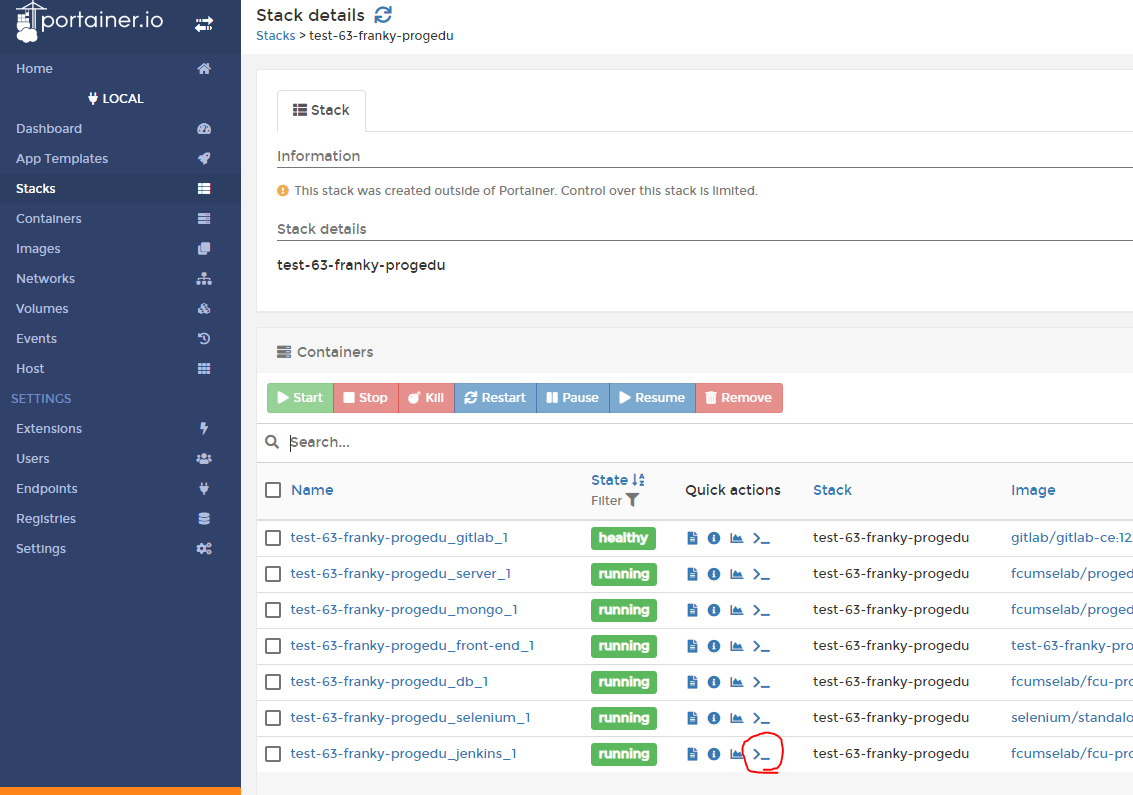 portainer.io
Stack details
Stacks > test-63-franky-progedu
Home
LOCAL
Dashboard
App Templates
Stacks
Containers
Images
Networks
Volumes
Events
Host
SETTINGS
Extensions
Users
Endpoints
Registries
Settings
Stack
Information
This stack was created outside of Portainer. Control over this stack is limited.
Stack details
test-63-franky-progedu
Containers
Start Stop Kill Restart Pause Resume Remove
Search...
Name State Filter Quick actions Stack Image
test-63-franky-progedu_gitlab_1 healthy test-63-franky-progedu gitlab/gitlab-ce:12
test-63-franky-progedu_server_1 running test-63-franky-progedu fcumselab/proged
test-63-franky-progedu_mongo_1 running test-63-franky-progedu fcumselab/proged
test-63-franky-progedu_front-end_1 running test-63-franky-progedu test-63-franky-pro
test-63-franky-progedu_db_1 running test-63-franky-progedu fcumselab/fcu-pro
test-63-franky-progedu_selenium_1 running test-63-franky-progedu selenium/standalo
test-63-franky-progedu_jenkins_1 running test-63-franky-progedu fcumselab/fcu-pro